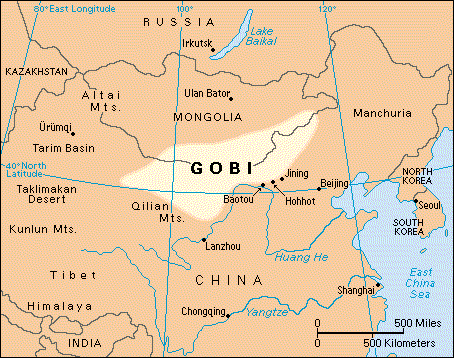 80° East Longitude
100°
120°
RUSSIA
Lake
Baikal
Irkutsk
KAZAKHSTAN
Altai
Mts.
Ulan Bator
MONGOLIA
Manchuria
Ürümqi
Tarim Basin
GOBI
40° North
Latitude
Jining
Beijing
NORTH
KOREA
Taklimakan
Desert
Baotou
Hohhot
Seoul
Qilian
Mts.
SOUTH
KOREA
Kunlun Mts.
Lanzhou
Huang He
Tibet
CHINA
East
China
Sea
Shanghai
Himalaya
Chongqing
Yangtze
INDIA
0
500 Miles
0
500 Kilometers